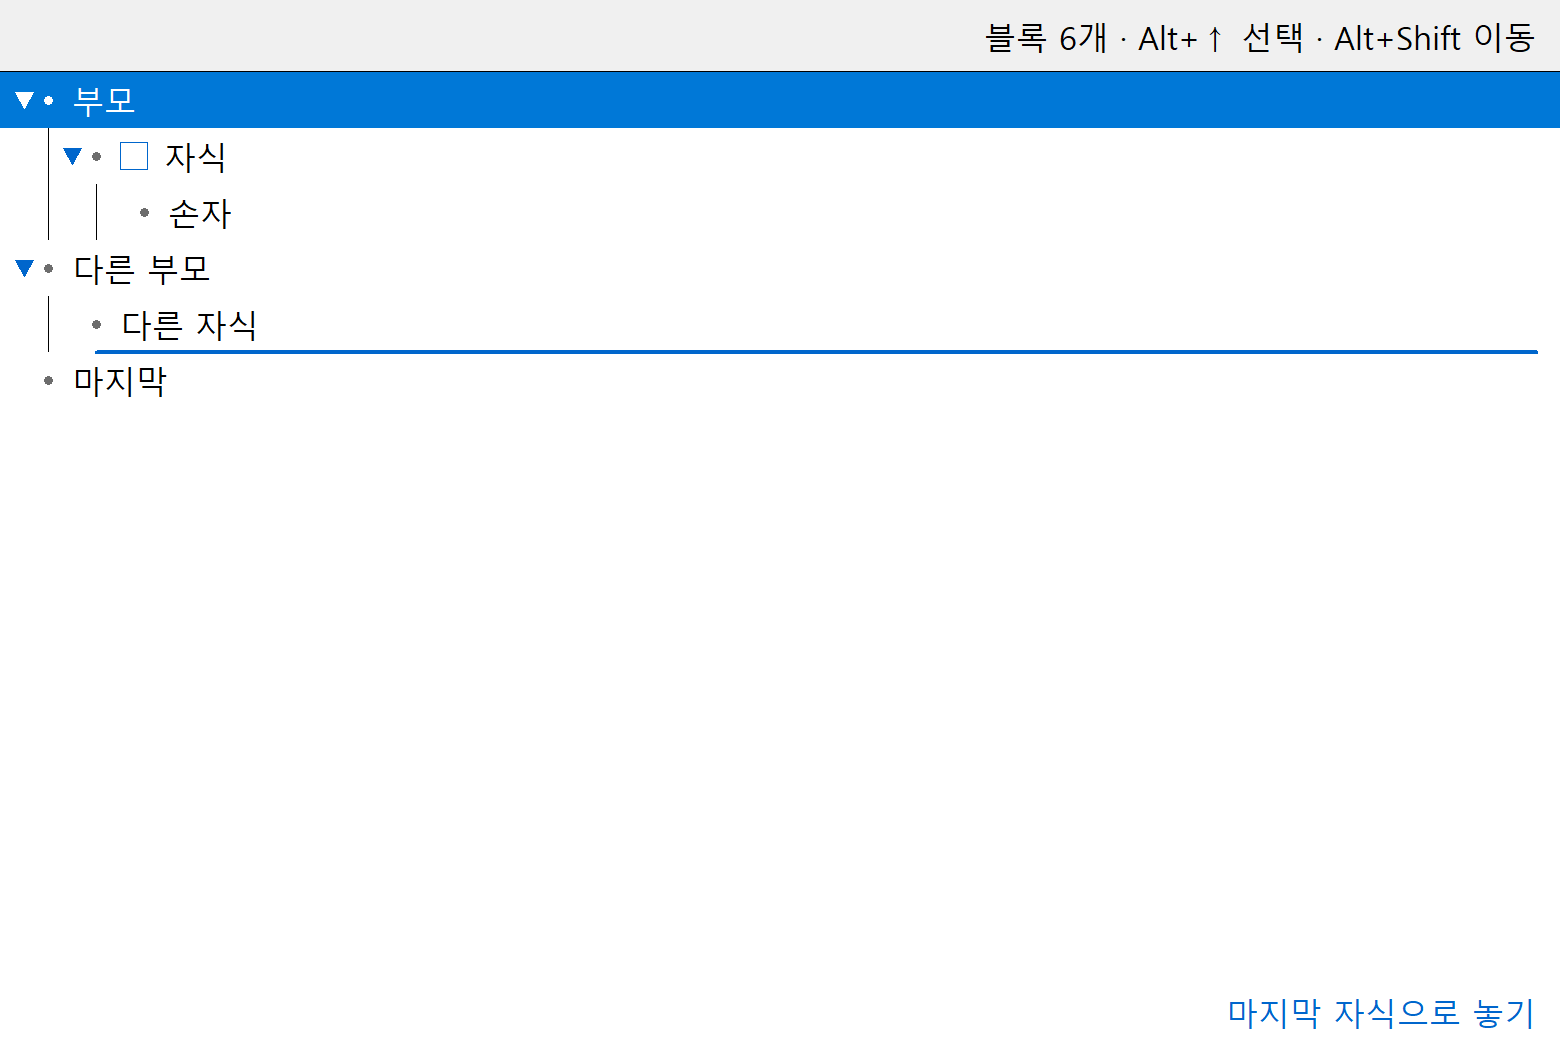 블록 6개 · Alt+↑ 선택 · Alt+Shift 이동
부모
자식
손자
다른 부모
다른 자식
마지막
마지막 자식으로 놓기